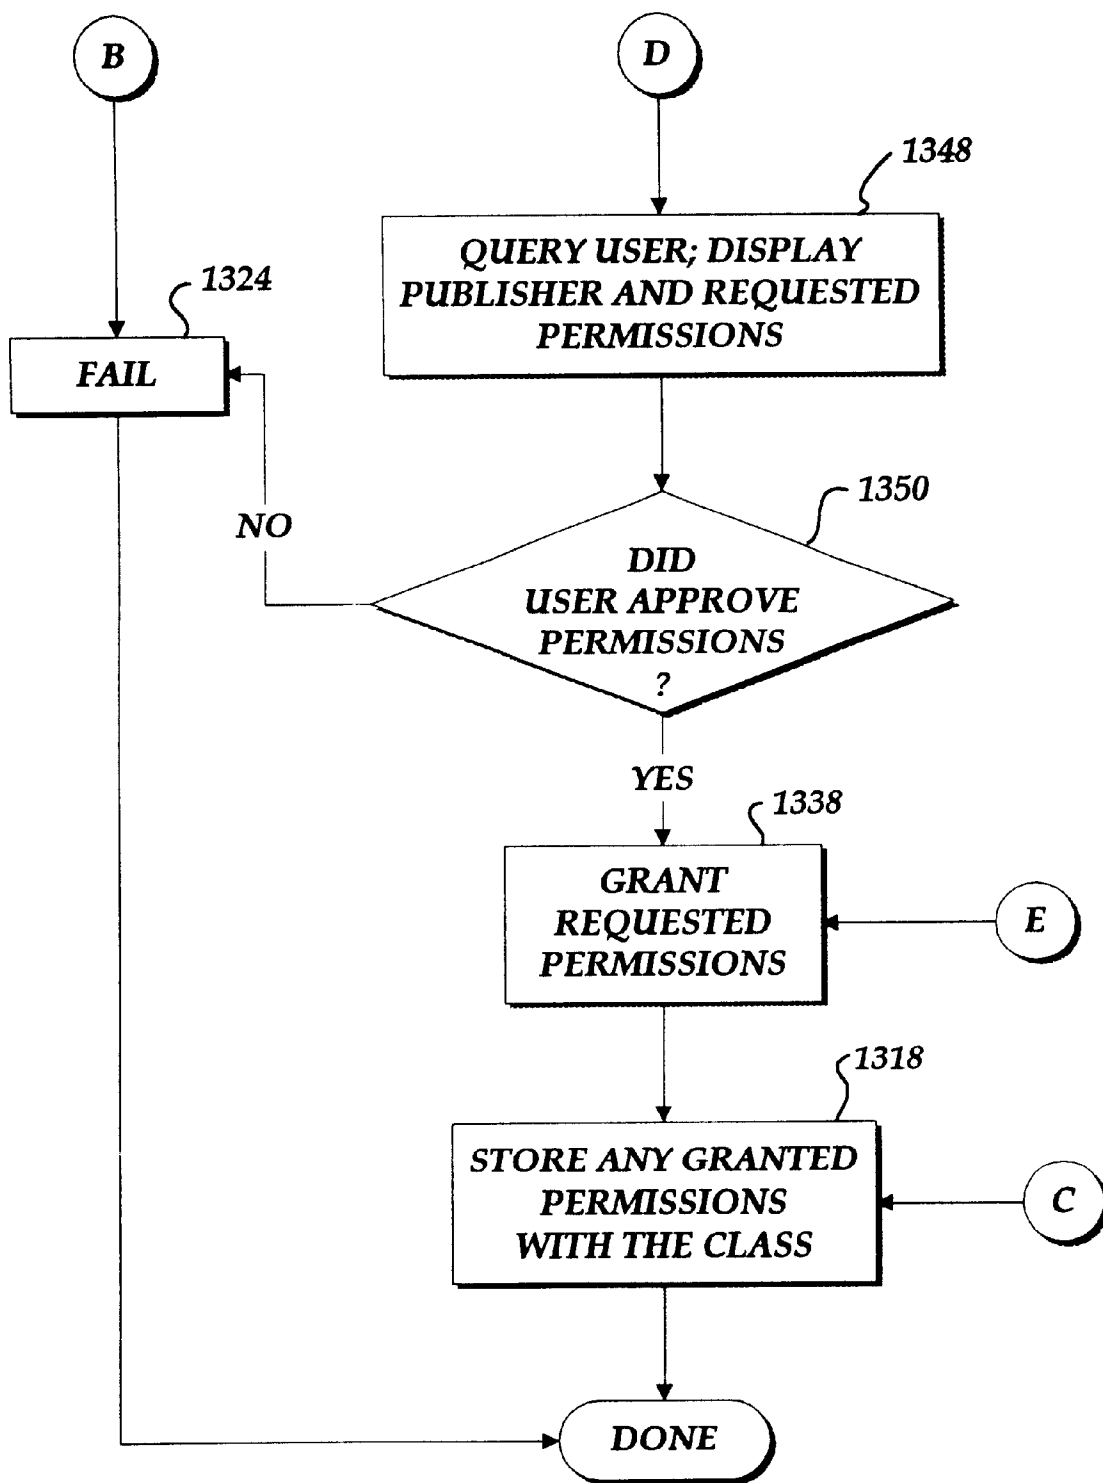 B
D
1348
QUERY USER; DISPLAY
PUBLISHER AND REQUESTED
PERMISSIONS
1324
FAIL
1350
NO
DID
USER APPROVE
PERMISSIONS
?
YES
1338
GRANT
REQUESTED
PERMISSIONS
E
1318
STORE ANY GRANTED
PERMISSIONS
WITH THE CLASS
C
DONE